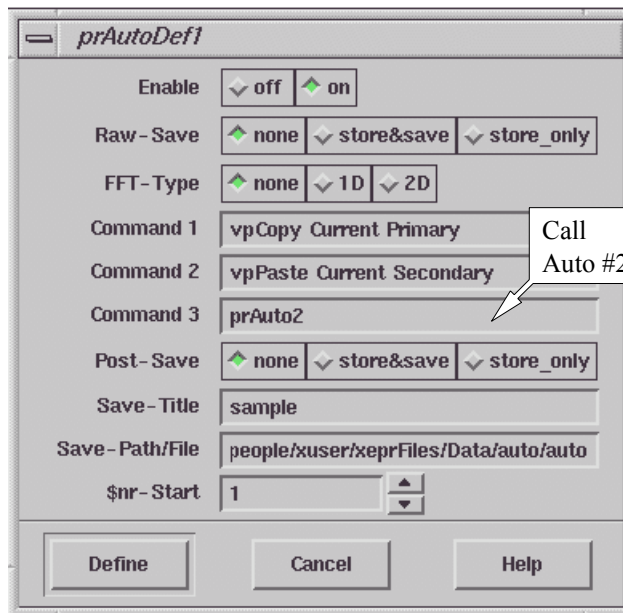 prAutoDef1
Enable off on
Raw-Save none store&save store_only
FFT-Type none 1D 2D
Command 1 vpCopy Current Primary
Command 2 vpPaste Current Secondary
Call
Auto #2
Command 3 prAuto2
Post-Save none store&save store_only
Save-Title sample
Save-Path/File people/xuser/xeprFiles/Data/auto/auto
$nr-Start 1
Define Cancel Help